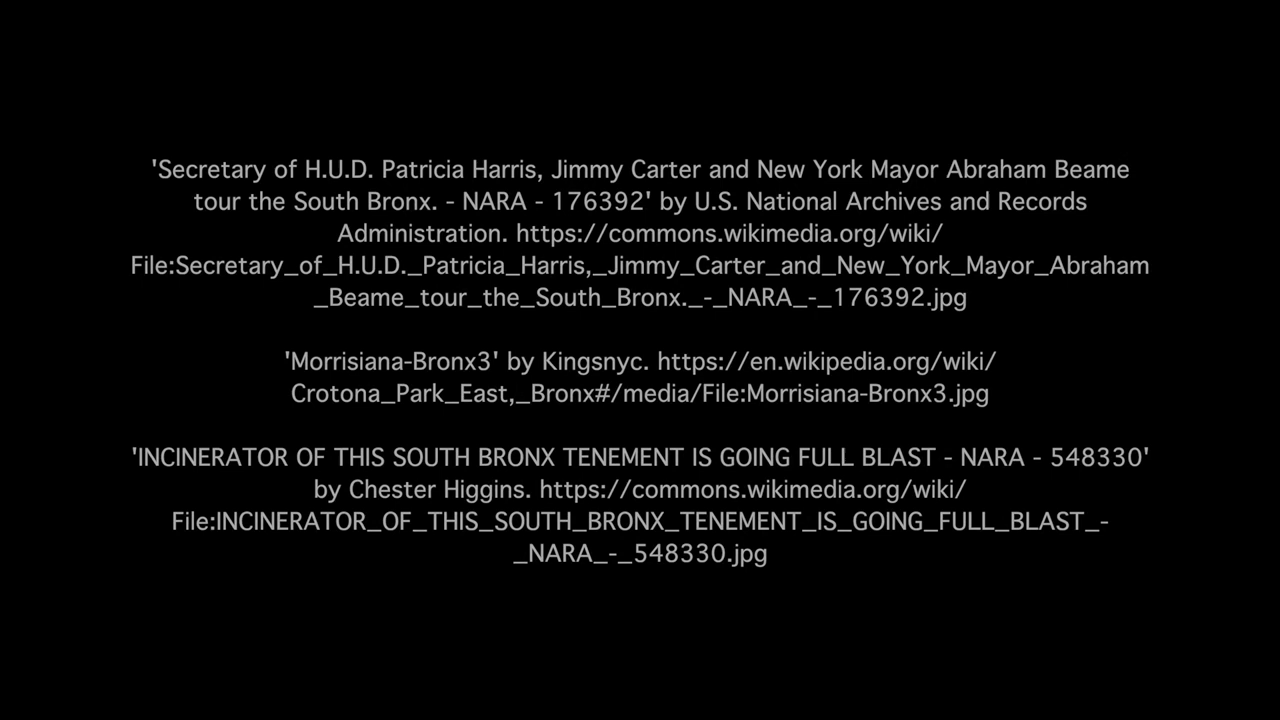 'Secretary of H.U.D. Patricia Harris, Jimmy Carter and New York Mayor Abraham Beame
tour the South Bronx. - NARA - 176392' by U.S. National Archives and Records
Administration. https://commons.wikimedia.org/wiki/
File:Secretary_of_H.U.D._Patricia_Harris,_Jimmy_Carter_and_New_York_Mayor_Abraham
_Beame_tour_the_South_Bronx._-_NARA_-_176392.jpg
'Morrisiana-Bronx3' by Kingsnyc. https://en.wikipedia.org/wiki/
Crotona_Park_East,_Bronx#/media/File:Morrisiana-Bronx3.jpg
'INCINERATOR OF THIS SOUTH BRONX TENEMENT IS GOING FULL BLAST - NARA - 548330'
by Chester Higgins. https://commons.wikimedia.org/wiki/
File:INCINERATOR_OF_THIS_SOUTH_BRONX_TENEMENT_IS_GOING_FULL_BLAST_-
_NARA_-_548330.jpg